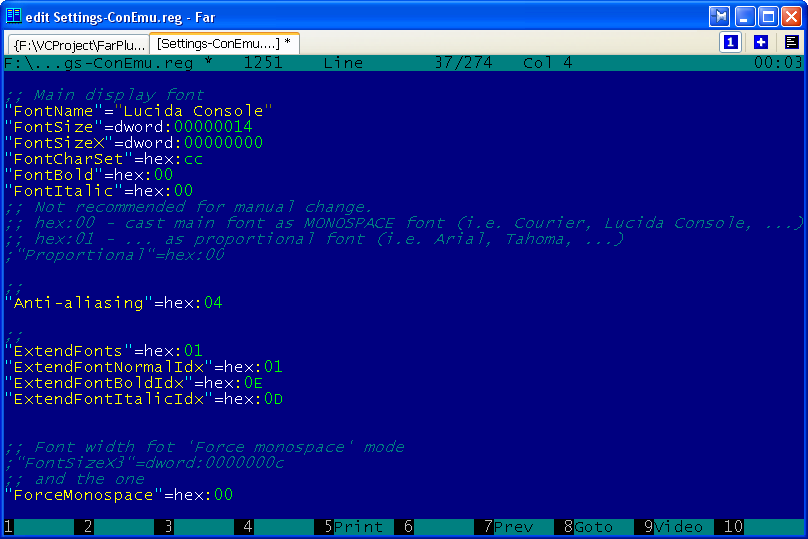 edit Settings-ConEmu.reg - Far
{F:\VCProject\FarPlu... [Settings-ConEmu....] * 1
F:\...gs-ConEmu.reg * 1251 Line 37/274 Col 4 00:03
;; Main display font
"FontName"="Lucida Console"
"FontSize"=dword:00000014
"FontSizeX"=dword:00000000
"FontCharSet"=hex:cc
"FontBold"=hex:00
"FontItalic"=hex:00
;; Not recommended for manual change.
;; hex:00 - cast main font as MONOSPACE font (i.e. Courier, Lucida Console, ...)
;; hex:01 - ... as proportional font (i.e. Arial, Tahoma, ...)
;"Proportional"=hex:00
;;
"Anti-aliasing"=hex:04
;;
"ExtendFonts"=hex:01
"ExtendFontNormalIdx"=hex:01
"ExtendFontBoldIdx"=hex:0E
"ExtendFontItalicIdx"=hex:0D
;; Font width fot 'Force monospace' mode
;"FontSizeX3"=dword:0000000c
;; and the one
"ForceMonospace"=hex:00
1 2 3 4 5Print 6 7Prev 8Goto 9Video 10